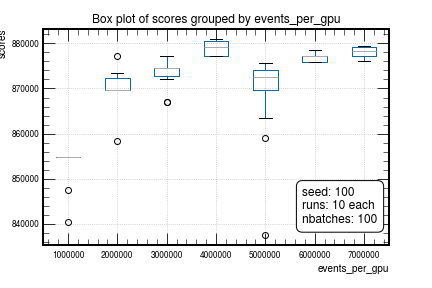 Box plot of scores grouped by events_per_gpu
scores
880000
870000
860000
850000
840000
seed: 100
runs: 10 each
nbatches: 100
1000000 2000000 3000000 4000000 5000000 6000000 7000000
events_per_gpu